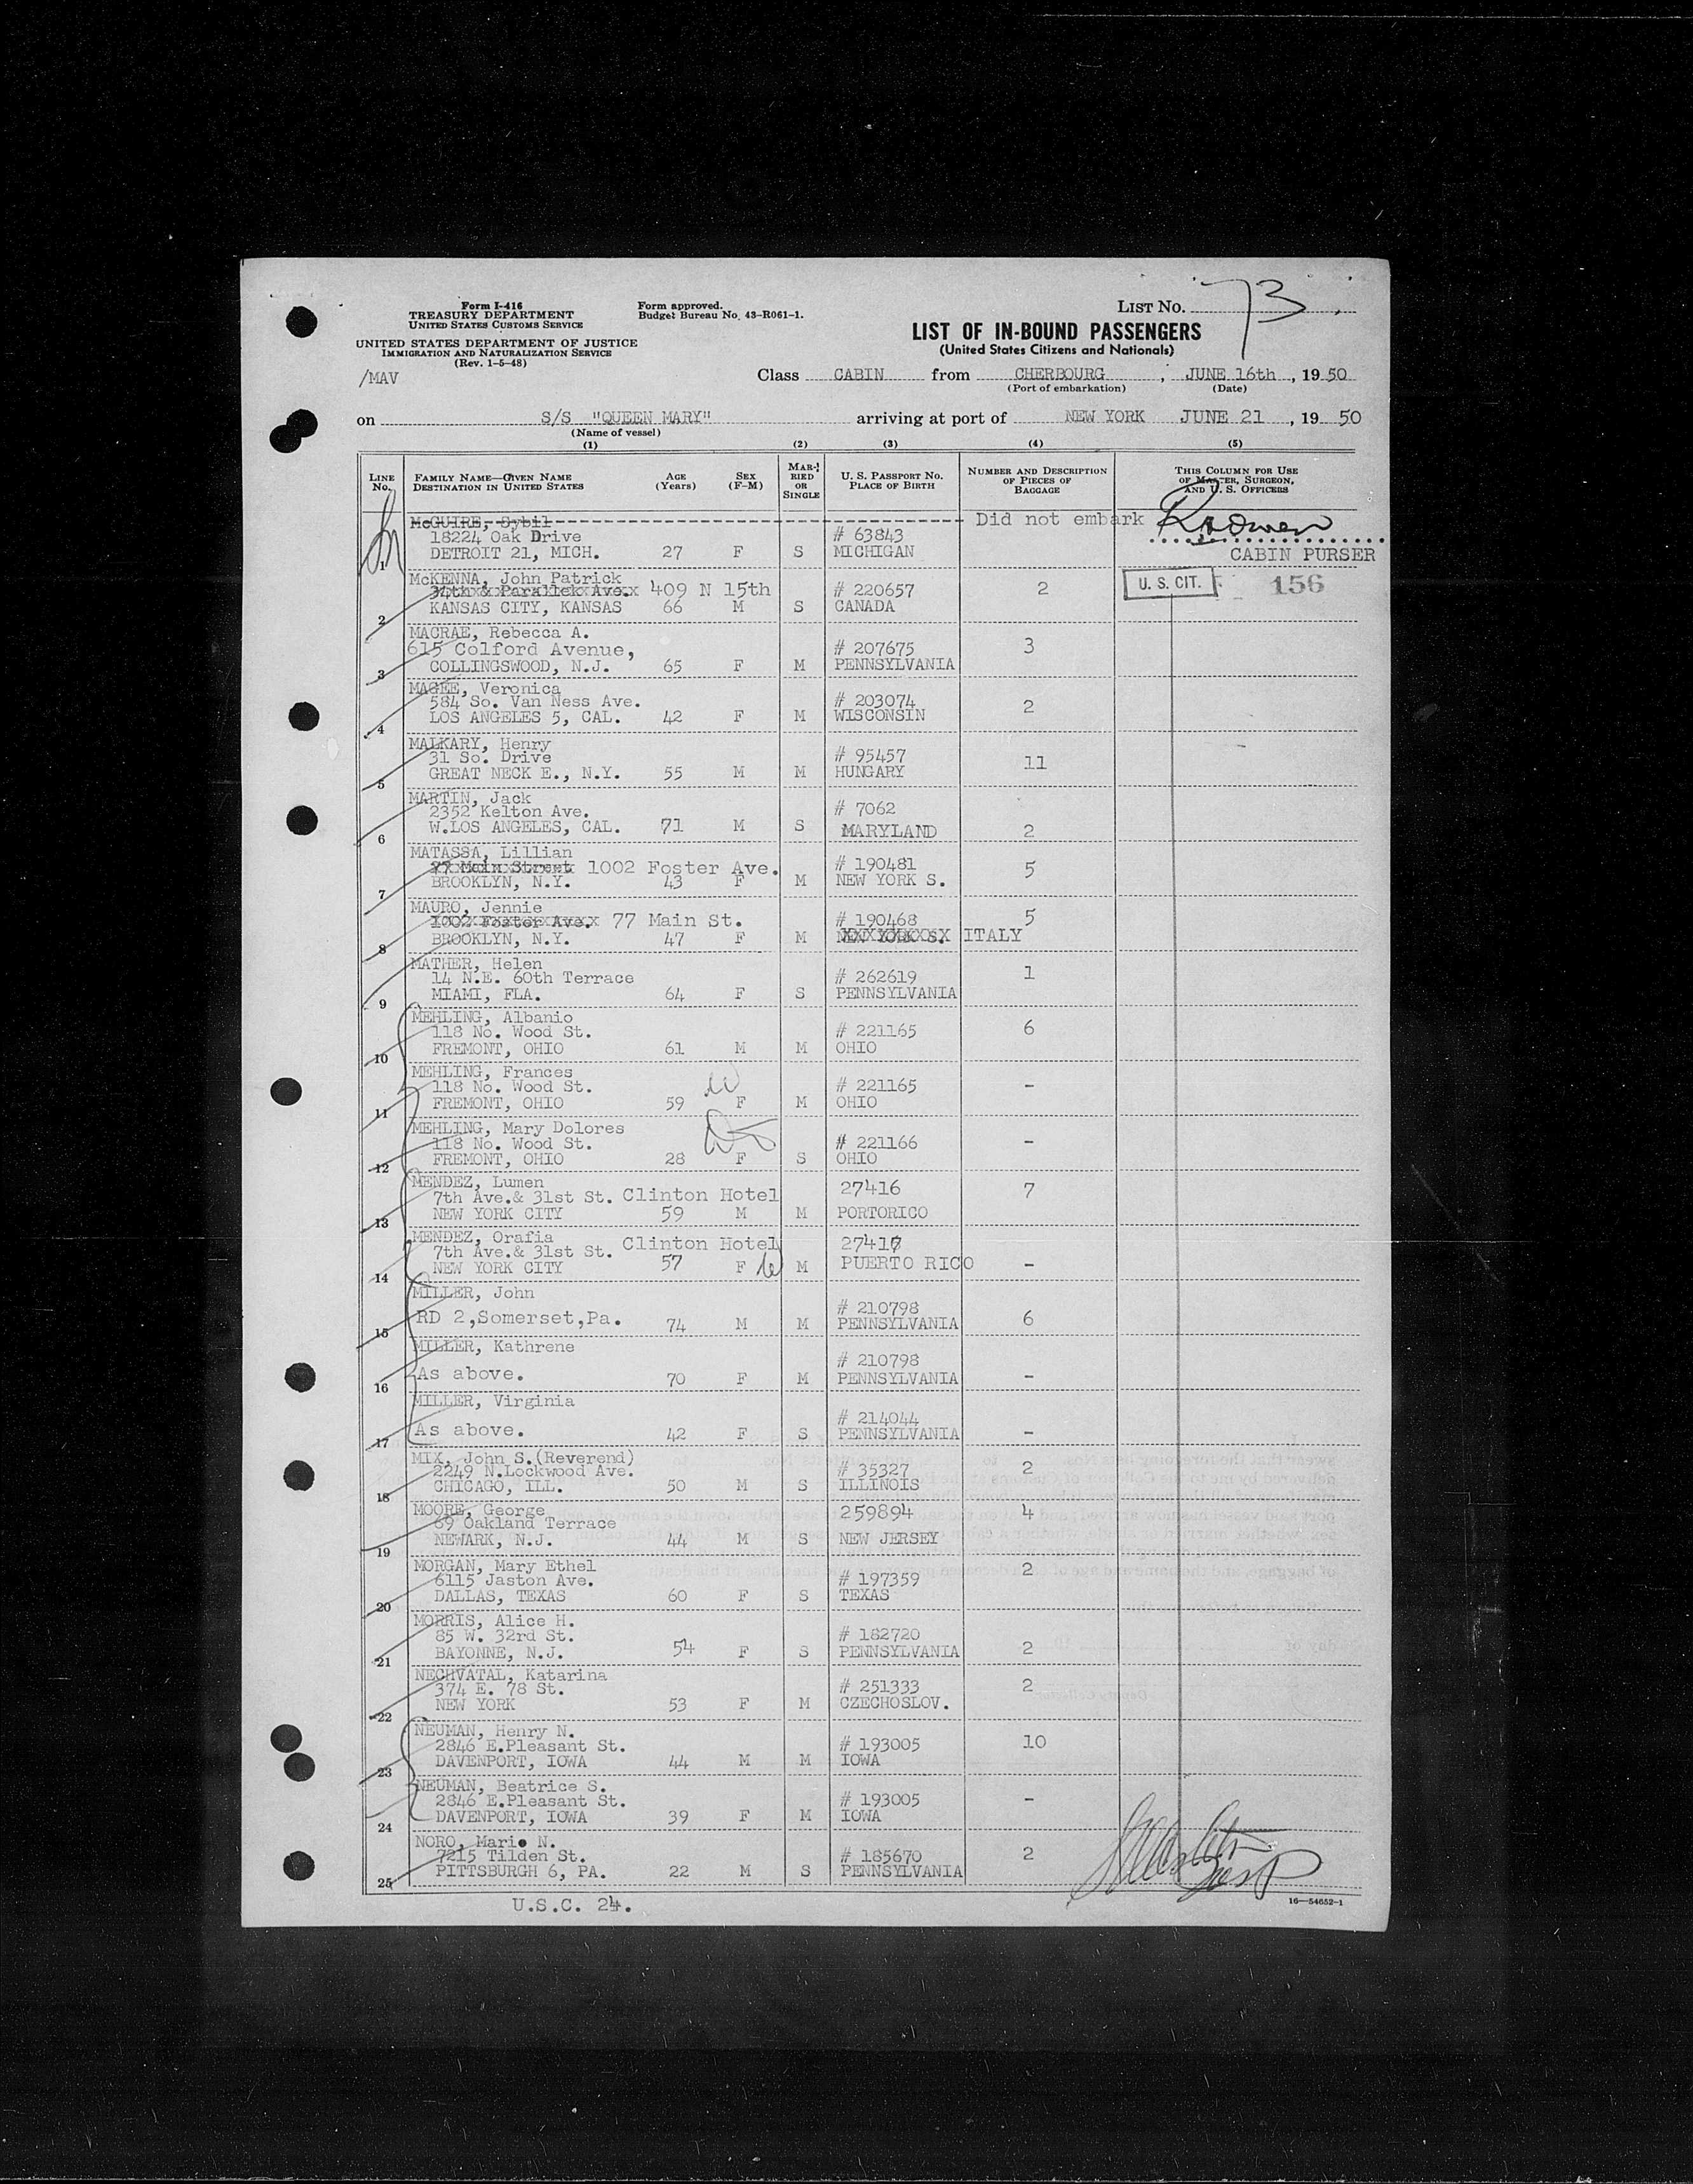 Form I-416
TREASURY DEPARTMENT
UNITED STATES CUSTOMS SERVICE
UNITED STATES DEPARTMENT OF JUSTICE
IMMIGRATION AND NATURALIZATION SERVICE
(Rev. 1-5-48)
/MAV
Form approved.
Budget Bureau No. 43-R061-1.
LIST NO. 73
LIST OF IN-BOUND PASSENGERS
(United States Citizens and Nationals)
Class CABIN from CHERBOURG, JUNE 16th, 1950
(Port of embarkation) (Date)
on S/S "QUEEN MARY" arriving at port of NEW YORK JUNE 21, 1950
(Name of vessel)
(1) (2) (3) (4) (5)
LINE NO. FAMILY NAME—GIVEN NAME DESTINATION IN UNITED STATES AGE (Years) SEX (F-M) MARRIED OR SINGLE U. S. PASSPORT NO. PLACE OF BIRTH NUMBER AND DESCRIPTION OF PIECES OF BAGGAGE THIS COLUMN FOR USE OF MASTER, SURGEON, AND U. S. OFFICERS
McGUIRE, Sybil Did not embark
18224 Oak Drive # 63843
1 DETROIT 21, MICH. 27 F S MICHIGAN CABIN PURSER
McKENNA, John Patrick U. S. CIT. 156
34th & Parallek Ave. 409 N 15th # 220657 2
2 KANSAS CITY, KANSAS 66 M S CANADA
MACRAE, Rebecca A.
615 Colford Avenue, # 207675 3
3 COLLINGSWOOD, N.J. 65 F M PENNSYLVANIA
MAGEE, Veronica
584 So. Van Ness Ave. # 203074 2
4 LOS ANGELES 5, CAL. 42 F M WISCONSIN
MALKARY, Henry
31 So. Drive # 95457 11
5 GREAT NECK E., N.Y. 55 M M HUNGARY
MARTIN, Jack
2352 Kelton Ave. # 7062
6 W.LOS ANGELES, CAL. 71 M S MARYLAND 2
MATASSA, Lillian
77 Main Street 1002 Foster Ave. # 190481 5
7 BROOKLYN, N.Y. 43 F M NEW YORK S.
MAURO, Jennie
1002 Foster Ave. 77 Main St. # 190468 5
8 BROOKLYN, N.Y. 47 F M NEW YORK S. ITALY
MATHER, Helen
14 N.E. 60th Terrace # 262619 1
9 MIAMI, FLA. 64 F S PENNSYLVANIA
MEHLING, Albanio
118 No. Wood St. # 221165 6
10 FREMONT, OHIO 61 M M OHIO
MEHLING, Frances
118 No. Wood St. # 221165 -
11 FREMONT, OHIO 59 F M OHIO
MEHLING, Mary Dolores
118 No. Wood St. # 221166 -
12 FREMONT, OHIO 28 F S OHIO
MENDEZ, Lumen
7th Ave.& 31st St. Clinton Hotel 27416 7
13 NEW YORK CITY 59 M M PORTORICO
MENDEZ, Orafia
7th Ave.& 31st St. Clinton Hotel 27417
14 NEW YORK CITY 57 F M PUERTO RICO -
MILLER, John
RD 2,Somerset,Pa. # 210798
15 74 M M PENNSYLVANIA 6
MILLER, Kathrene
As above. # 210798
16 70 F M PENNSYLVANIA -
MILLER, Virginia
As above. # 214044
17 42 F S PENNSYLVANIA -
MIX, John S.(Reverend)
2249 N.Lockwood Ave. # 35327 2
18 CHICAGO, ILL. 50 M S ILLINOIS
MOORE, George 259894 4
69 Oakland Terrace
19 NEWARK, N.J. 44 M S NEW JERSEY
MORGAN, Mary Ethel 2
6115 Jaston Ave. # 197359
20 DALLAS, TEXAS 60 F S TEXAS
MORRIS, Alice H.
85 W. 32rd St. # 182720
21 BAYONNE, N.J. 54 F S PENNSYLVANIA 2
NECHVATAL, Katarina
374 E. 78 St. # 251333 2
22 NEW YORK 53 F M CZECHOSLOV.
NEUMAN, Henry N.
2846 E.Pleasant St. # 193005 10
23 DAVENPORT, IOWA 44 M M IOWA
NEUMAN, Beatrice S.
2846 E.Pleasant St. # 193005 -
24 DAVENPORT, IOWA 39 F M IOWA
NORO, Mario N.
7215 Tilden St. # 185670 2
25 PITTSBURGH 6, PA. 22 M S PENNSYLVANIA
U.S.C. 24.
16—54652-1